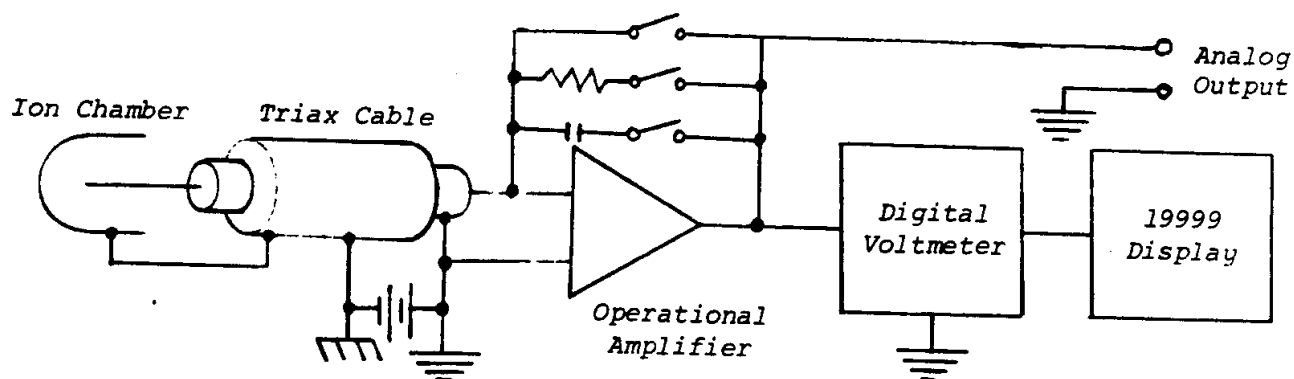 Analog
Output
Ion Chamber
Triax Cable
Digital
Voltmeter
19999
Display
Operational
Amplifier